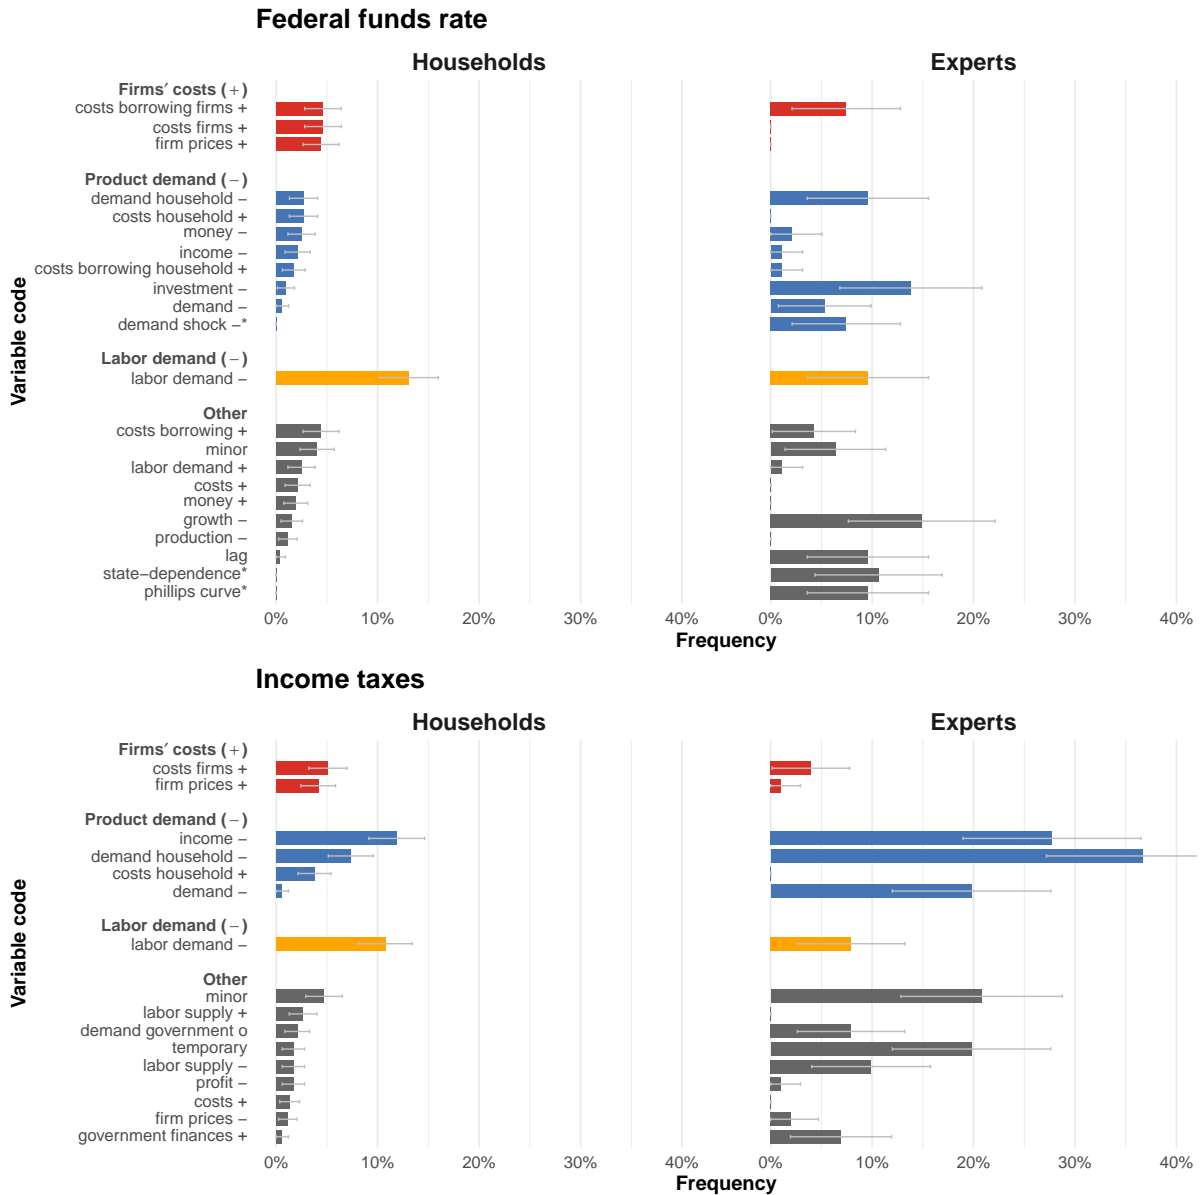 Federal funds rate
Households
Experts
Variable code
Firms′ costs (+)
costs borrowing firms +
costs firms +
firm prices +
Product demand (−)
demand household −
costs household +
money −
income −
costs borrowing household +
investment −
demand −
demand shock −*
Labor demand (−)
labor demand −
Other
costs borrowing +
minor
labor demand +
costs +
money +
growth −
production −
lag
state−dependence*
phillips curve*
0% 10% 20% 30% 40% 0% 10% 20% 30% 40%
Frequency
Income taxes
Households
Experts
Variable code
Firms′ costs (+)
costs firms +
firm prices +
Product demand (−)
income −
demand household −
costs household +
demand −
Labor demand (−)
labor demand −
Other
minor
labor supply +
demand government o
temporary
labor supply −
profit −
costs +
firm prices −
government finances +
0% 10% 20% 30% 40% 0% 10% 20% 30% 40%
Frequency